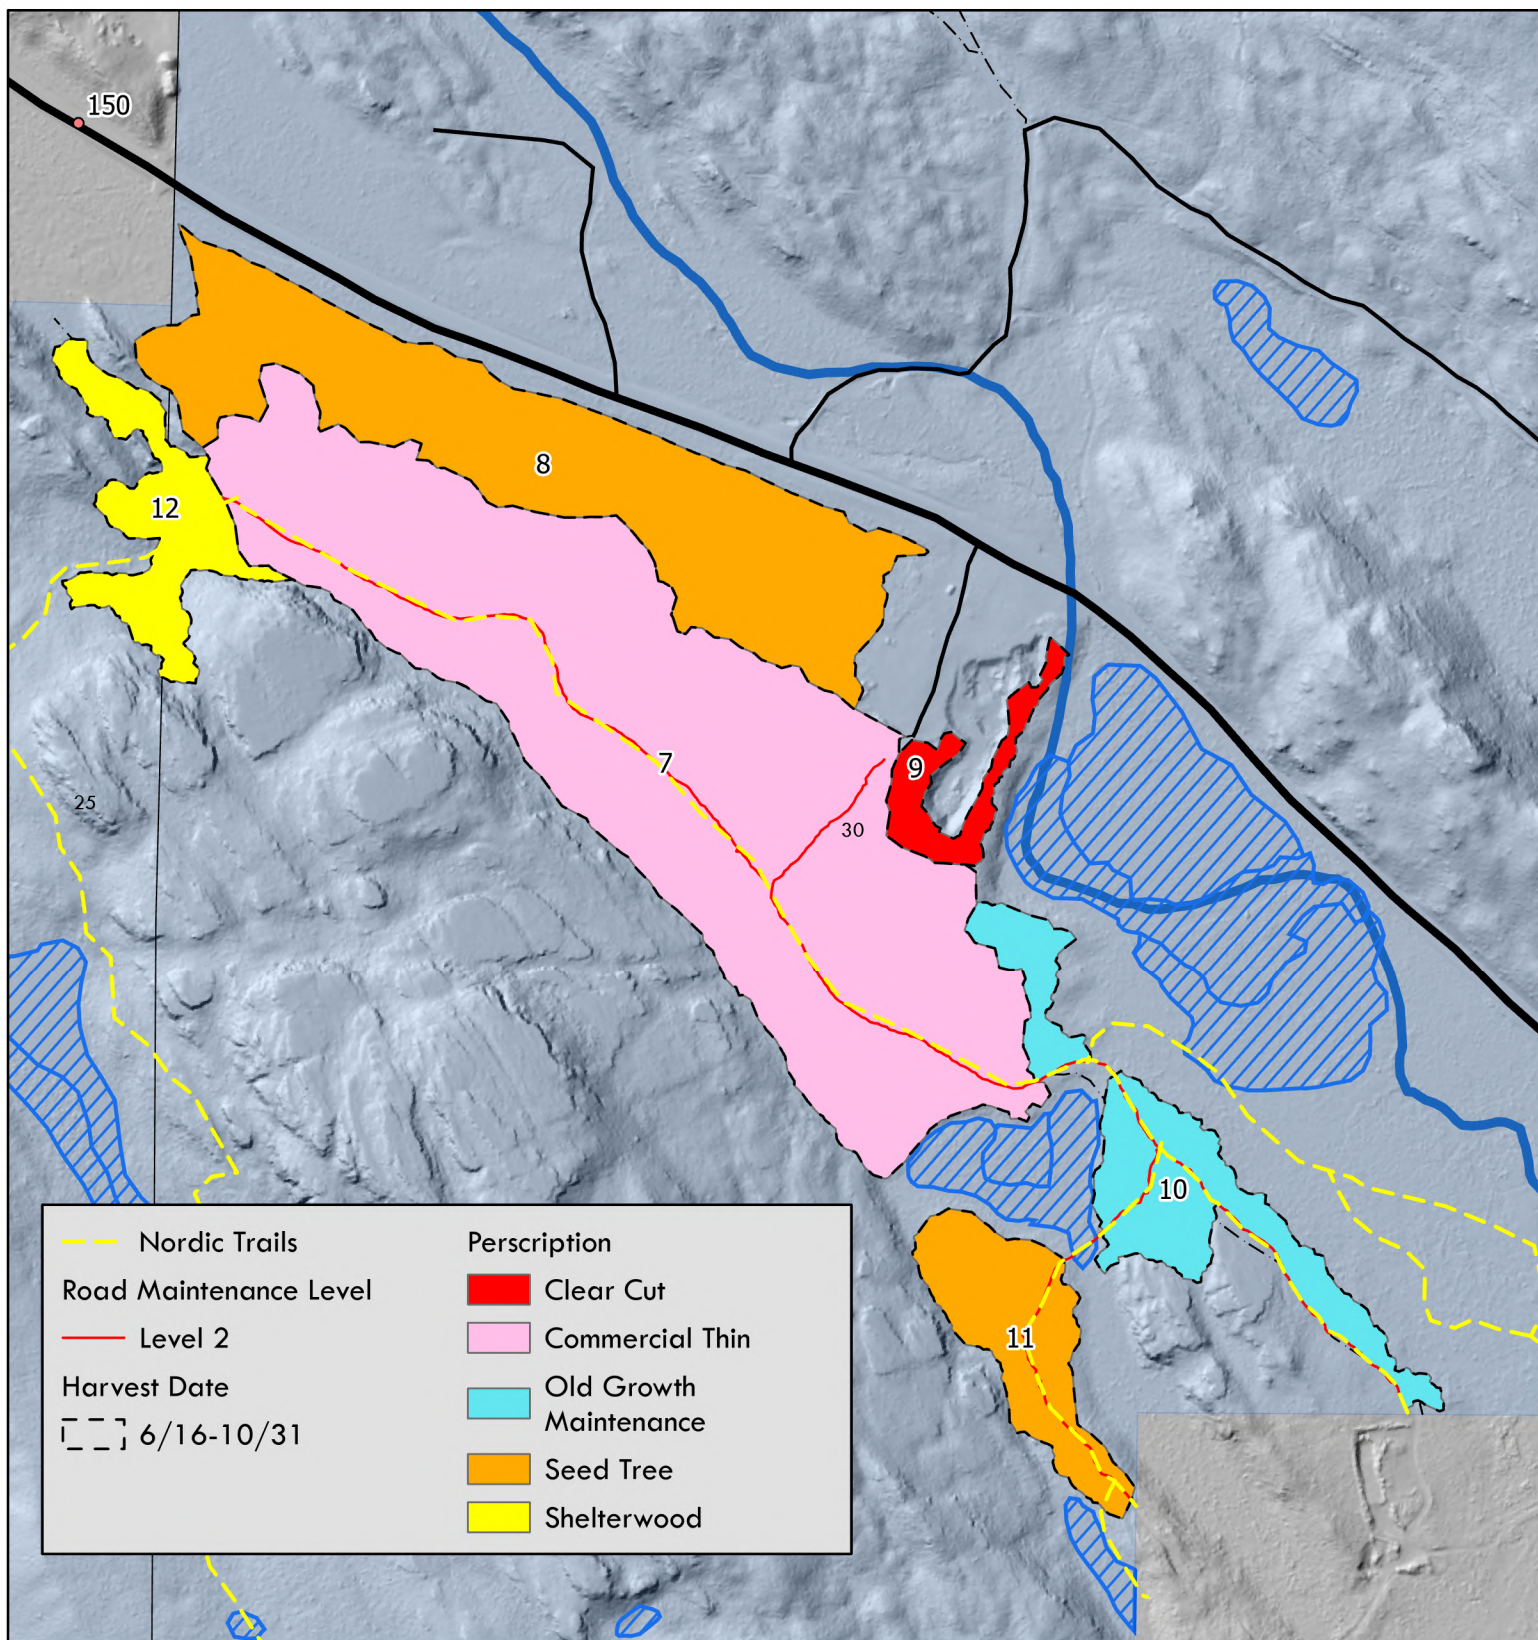 150
8
12
7
9
25
30
10
11
Nordic Trails
Road Maintenance Level
Level 2
Harvest Date
6/16-10/31
Perscription
Clear Cut
Commercial Thin
Old Growth
Maintenance
Seed Tree
Shelterwood